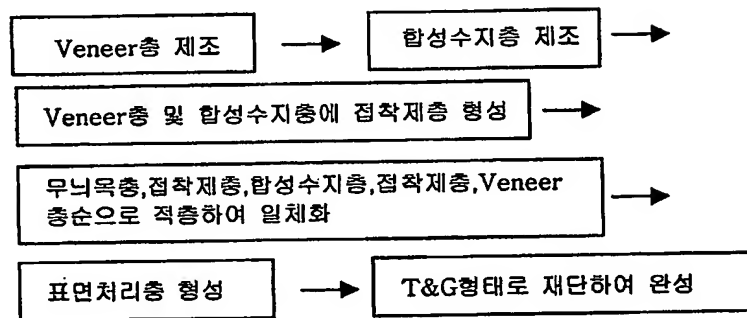 Veneer층 제조
합성수지층 제조
Veneer층 및 합성수지층에 접착제층 형성
무늬목층,접착제층,합성수지층,접착제층,Veneer
층순으로 적층하여 일체화
표면처리층 형성
T&G형태로 재단하여 완성